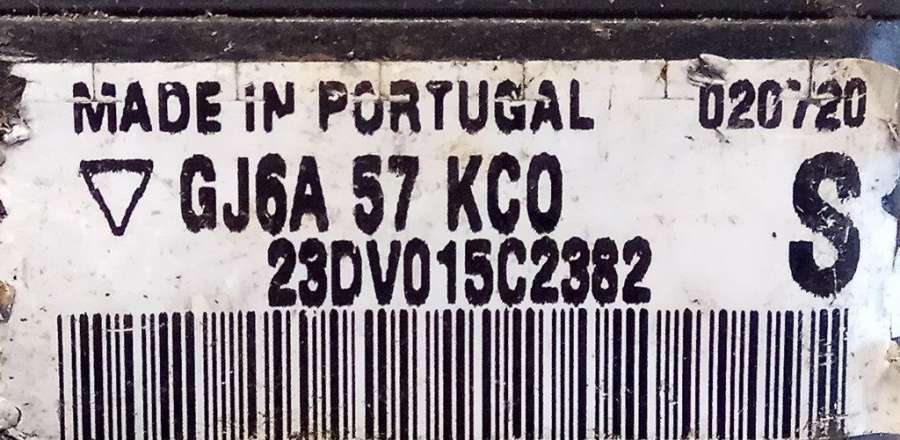 MADE IN PORTUGAL 020720
GJ6A 57 KC0
S
23DV015C2382